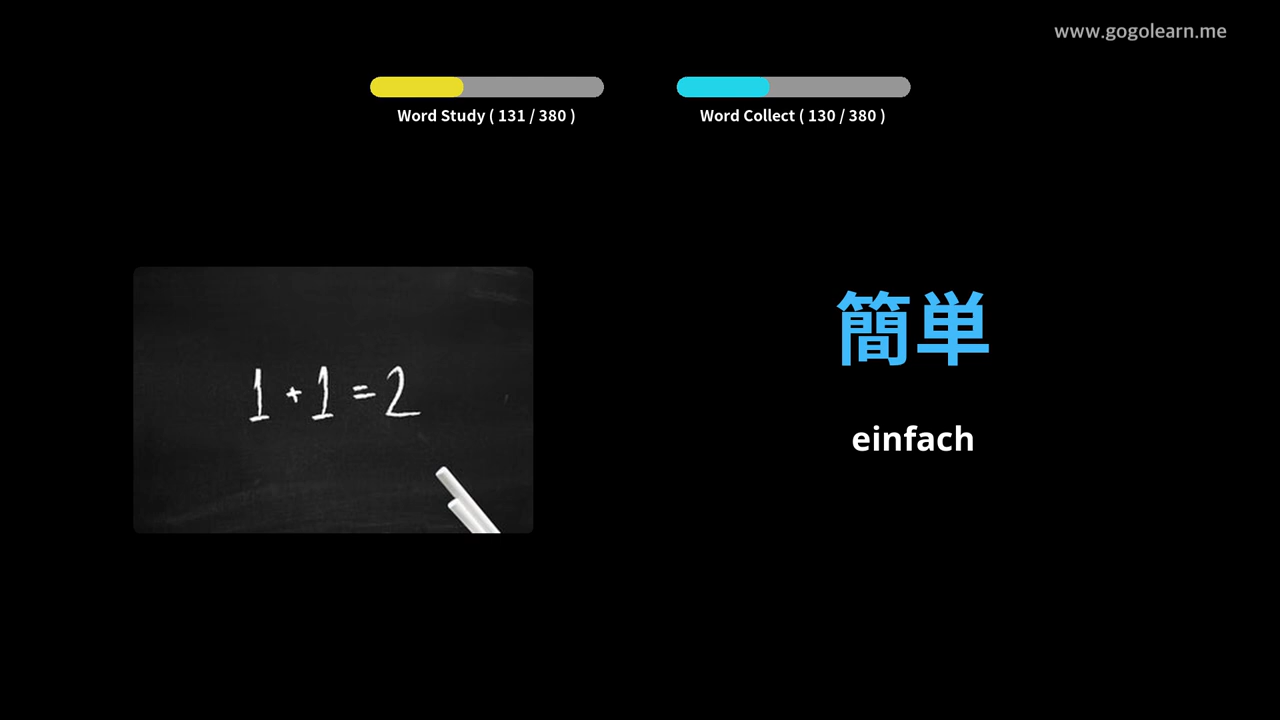 www.gogolearn.me
Word Study ( 131 / 380 )
Word Collect ( 130 / 380 )
1 + 1 = 2
簡単
einfach